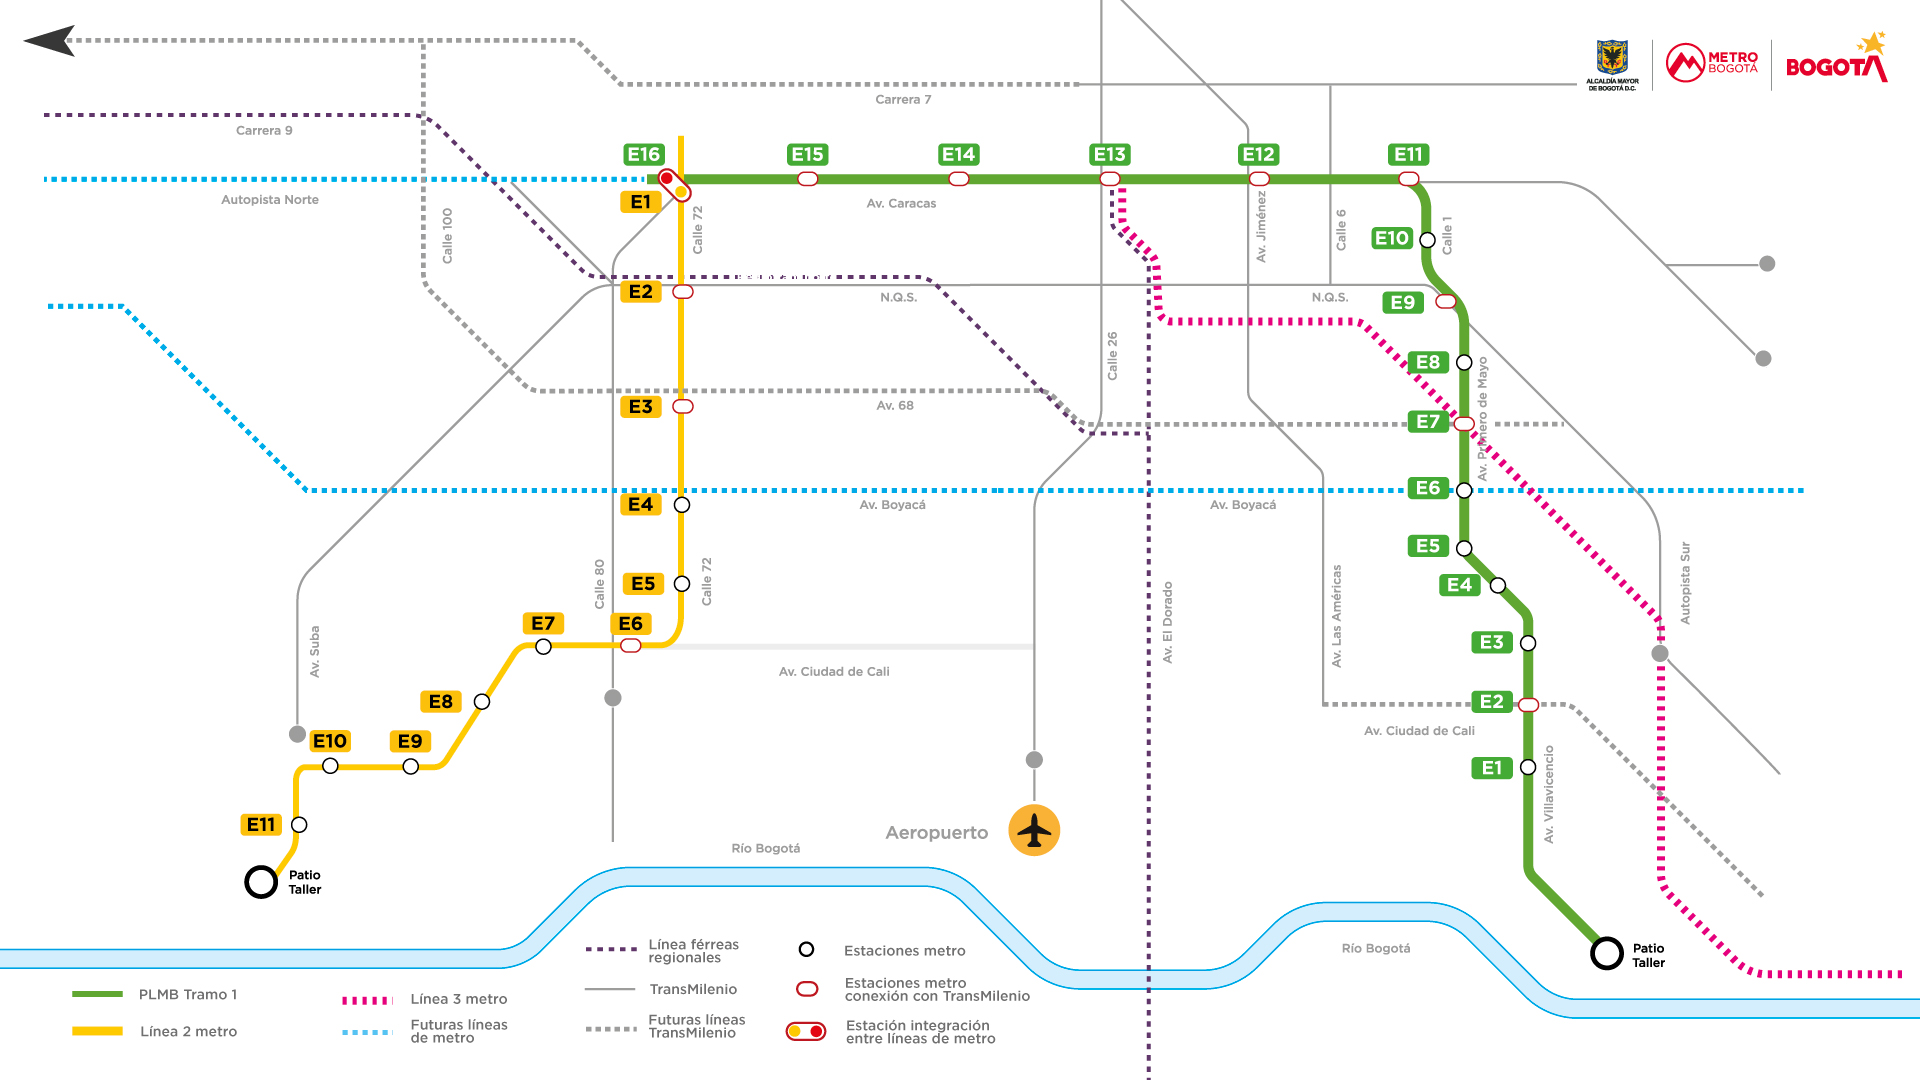 ALCALDÍA MAYOR
DE BOGOTÁ D.C.
METRO
BOGOTÁ
BOGOTÁ
Carrera 7
Carrera 9
E16
E15
E14
E13
E12
E11
Autopista Norte
E1
Av. Caracas
Calle 100
Calle 72
Av. Jiménez
Calle 6
Calle 1
E10
E2
N.Q.S.
N.Q.S.
E9
Calle 26
E8
Av. Primero de Mayo
E3
Av. 68
E7
E4
Av. Boyacá
Av. Boyacá
E6
E5
Calle 80
Calle 72
E5
E4
Av. Suba
E7
E6
Av. El Dorado
Av. Las Américas
Autopista Sur
E3
Av. Ciudad de Cali
E8
E2
E10
E9
Av. Ciudad de Cali
E1
Av. Villavicencio
E11
Aeropuerto
Río Bogotá
Patio
Taller
Río Bogotá
Patio
Taller
PLMB Tramo 1
Línea 2 metro
Línea 3 metro
Futuras líneas
de metro
Línea férreas
regionales
TransMilenio
Futuras líneas
TransMilenio
Estaciones metro
Estaciones metro
conexión con TransMilenio
Estación integración
entre líneas de metro